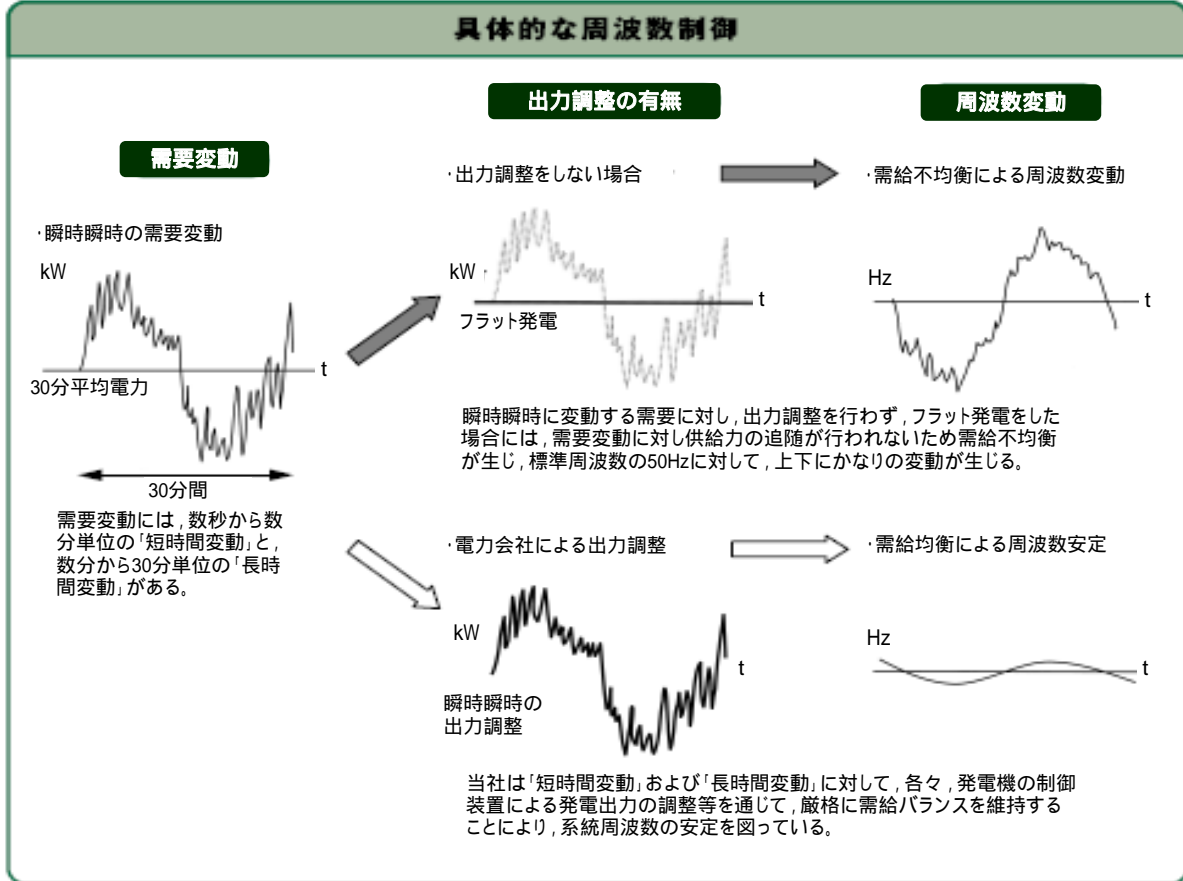 具体的な周波数制御
需要変動
・瞬時瞬時の需要変動
kW
t
30分平均電力
30分間
需要変動には,数秒から数
分単位の「短時間変動」と,
数分から30分単位の「長時
間変動」がある。
出力調整の有無
・出力調整をしない場合
kW
t
フラット発電
周波数変動
・需給不均衡による周波数変動
Hz
t
瞬時瞬時に変動する需要に対し,出力調整を行わず,フラット発電をした
場合には,需要変動に対し供給力の追随が行われないため需給不均衡
が生じ,標準周波数の50Hzに対して,上下にかなりの変動が生じる。
・電力会社による出力調整
kW
t
瞬時瞬時の
出力調整
・需給均衡による周波数安定
Hz
t
当社は「短時間変動」および「長時間変動」に対して,各々,発電機の制御
装置による発電出力の調整等を通じて,厳格に需給バランスを維持する
ことにより,系統周波数の安定を図っている。